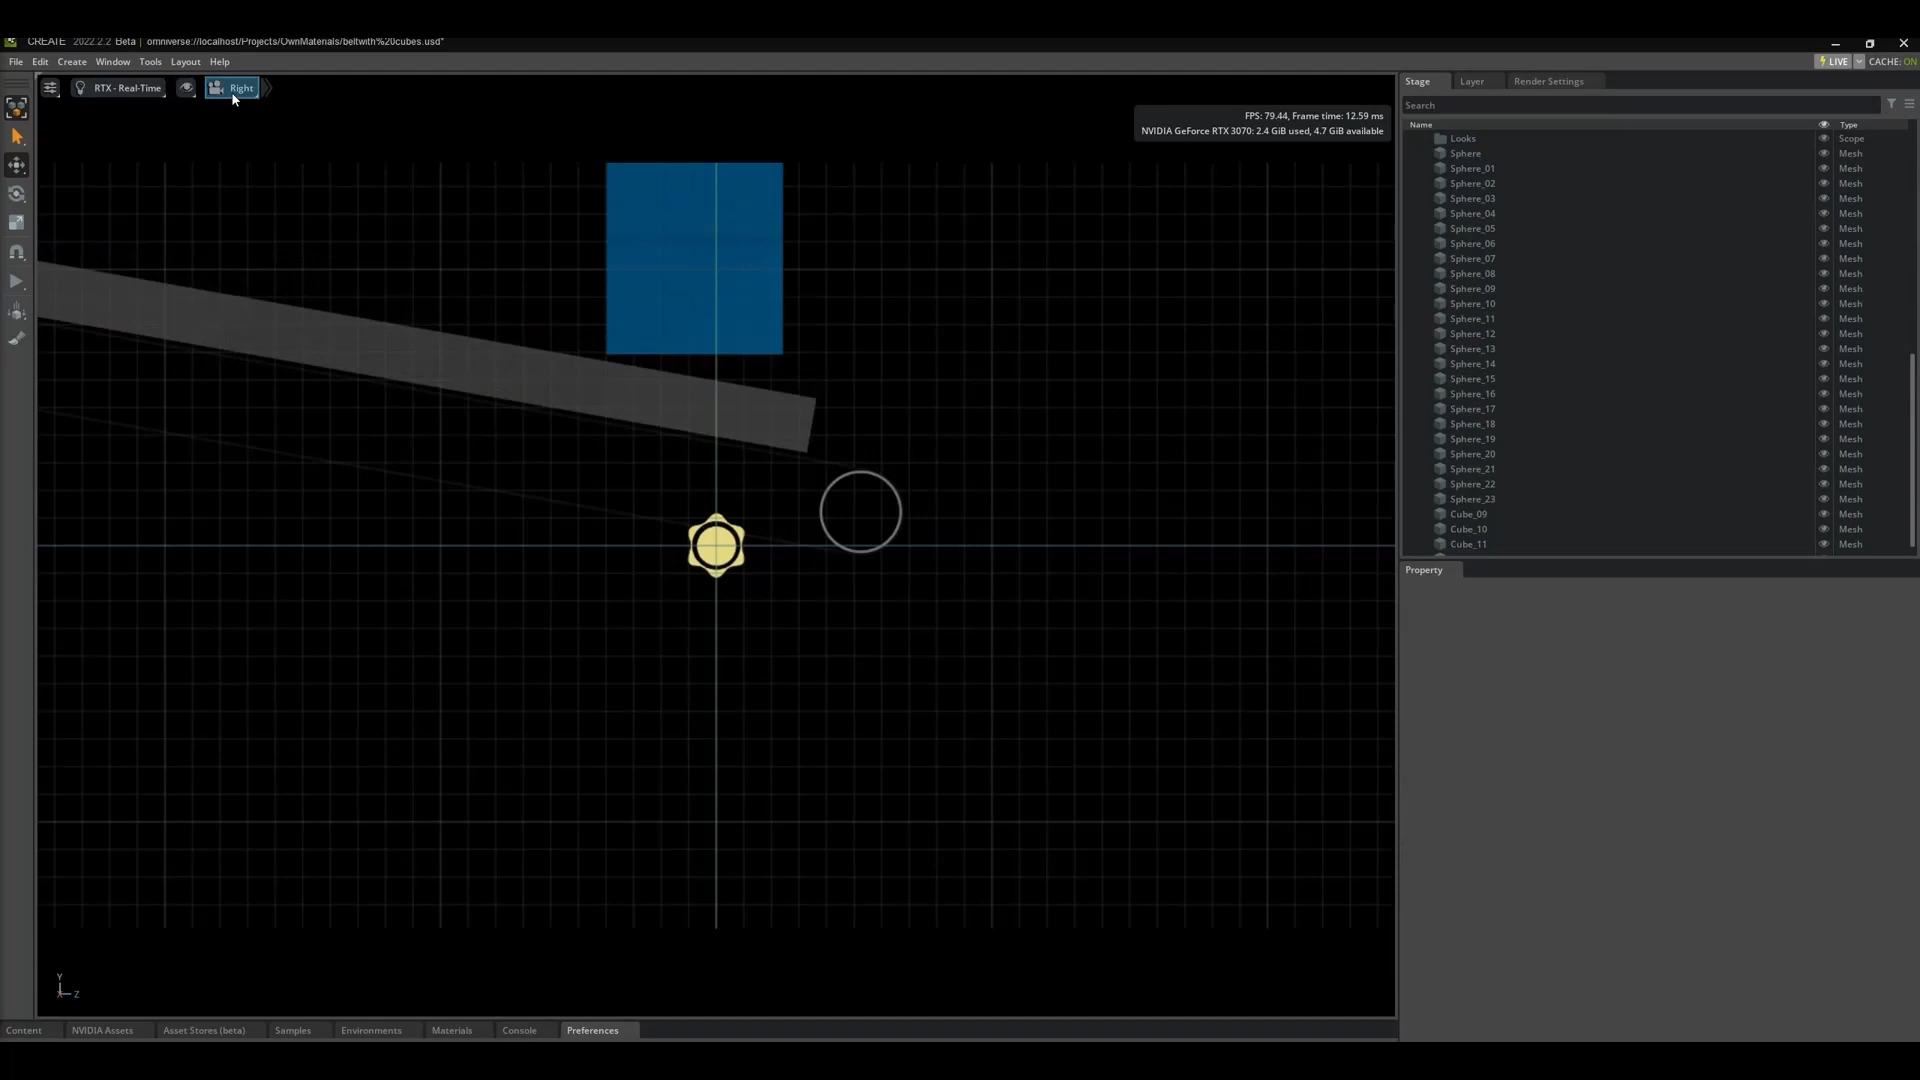 CREATE 2022.2.2 Beta | omniverse://localhost/Projects/OwnMaterials/beltwith%20cubes.usd*
File Edit Create Window Tools Layout Help
LIVE CACHE: ON
RTX - Real-Time Right
FPS: 79.44, Frame time: 12.59 ms
NVIDIA GeForce RTX 3070: 2.4 GiB used, 4.7 GiB available
Y
X Z
Stage Layer Render Settings
Search
Name Type
Looks Scope
Sphere Mesh
Sphere_01 Mesh
Sphere_02 Mesh
Sphere_03 Mesh
Sphere_04 Mesh
Sphere_05 Mesh
Sphere_06 Mesh
Sphere_07 Mesh
Sphere_08 Mesh
Sphere_09 Mesh
Sphere_10 Mesh
Sphere_11 Mesh
Sphere_12 Mesh
Sphere_13 Mesh
Sphere_14 Mesh
Sphere_15 Mesh
Sphere_16 Mesh
Sphere_17 Mesh
Sphere_18 Mesh
Sphere_19 Mesh
Sphere_20 Mesh
Sphere_21 Mesh
Sphere_22 Mesh
Sphere_23 Mesh
Cube_09 Mesh
Cube_10 Mesh
Cube_11 Mesh
Property
Content NVIDIA Assets Asset Stores (beta) Samples Environments Materials Console Preferences